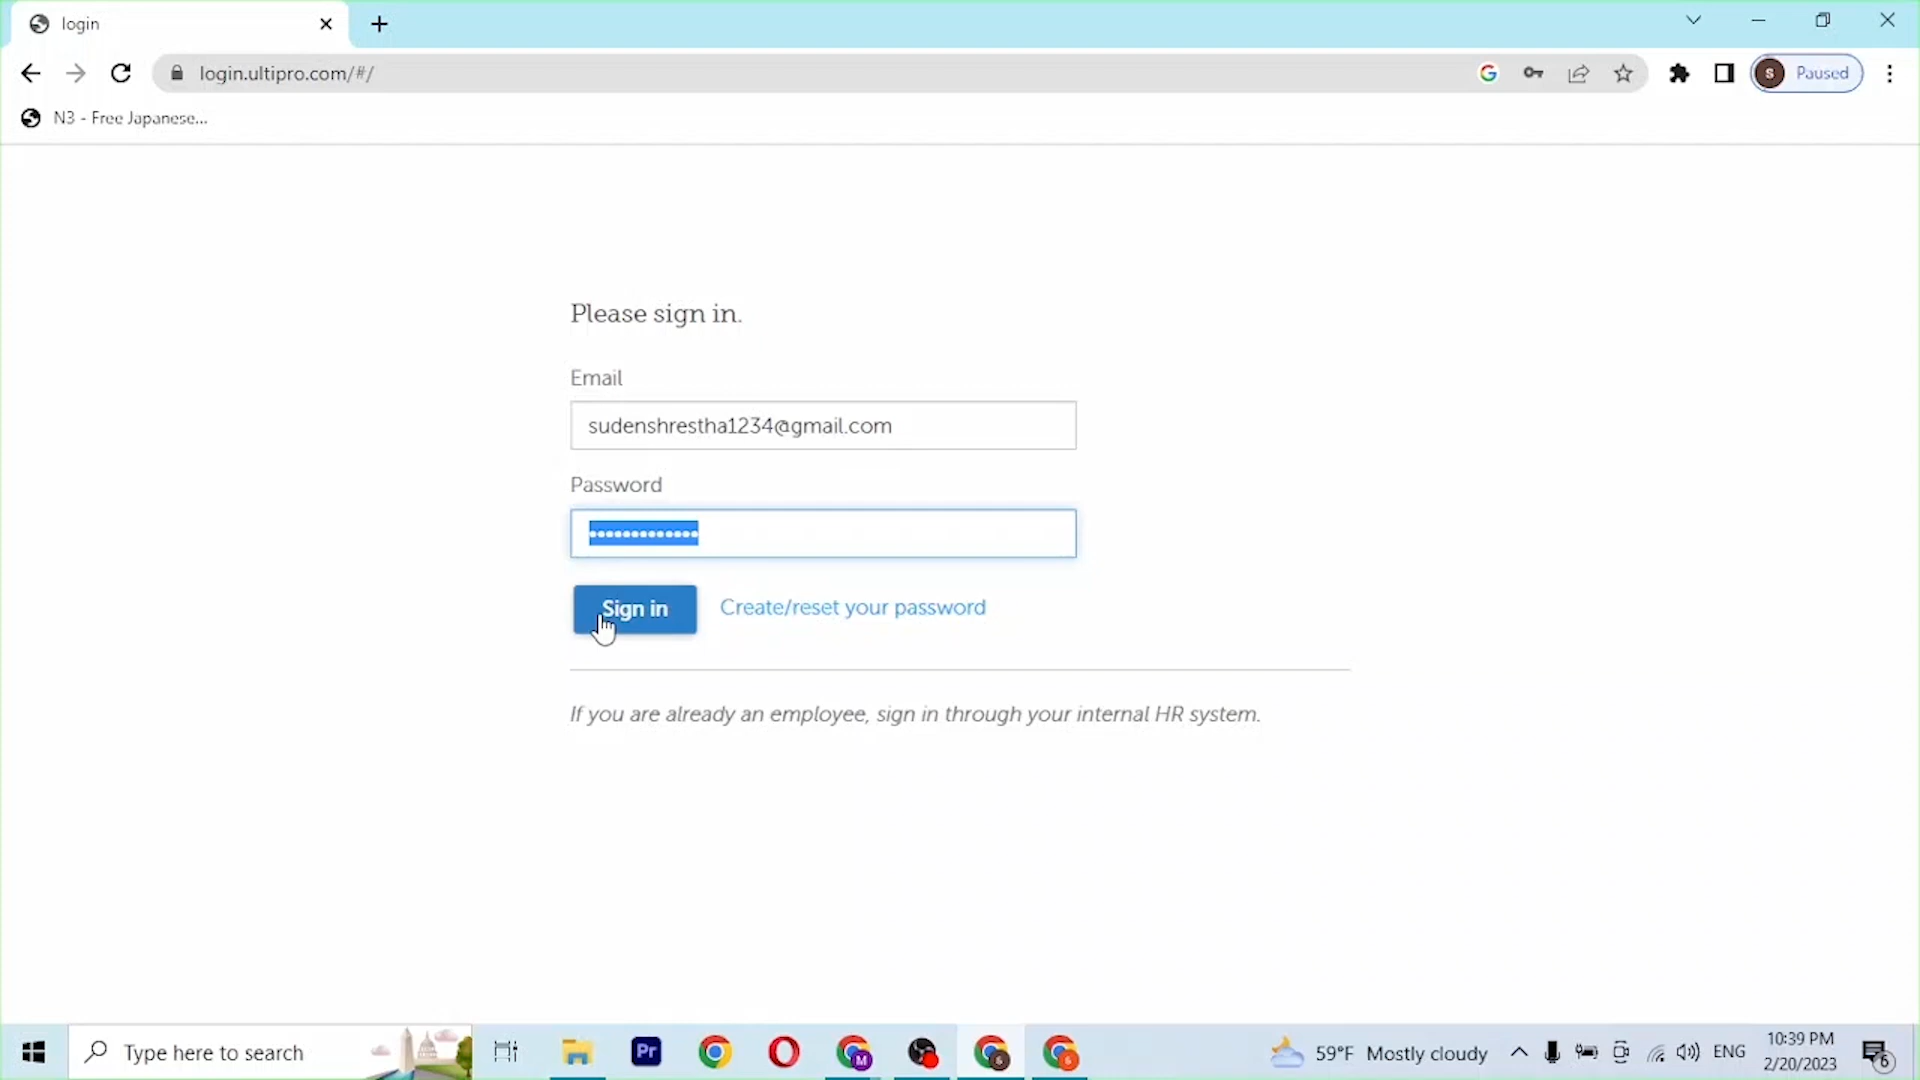 login
login.ultipro.com/#/
S Paused
N3 - Free Japanese...
Please sign in.
Email
sudenshrestha1234@gmail.com
Password
•••••••••••••
Sign in Create/reset your password
If you are already an employee, sign in through your internal HR system.
Type here to search
Pr
M
59°F Mostly cloudy
ENG
10:39 PM
2/20/2023
6